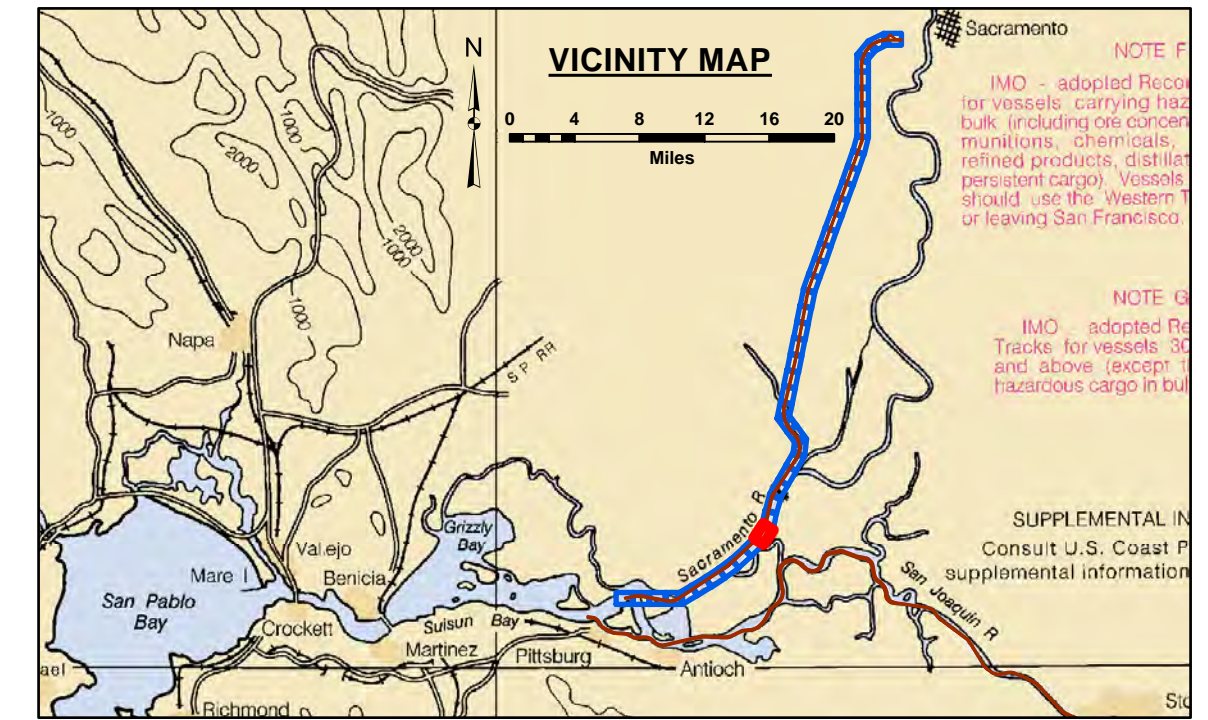 Sacramento
N
VICINITY MAP
NOTE F
IMO - adopted Recor
for vessels carrying haz
bulk (including ore concen
munitions, chemicals,
refined products, distillat
persistent cargo). Vessels
should use the Western T
or leaving San Francisco.
0 4 8 12 16 20
Miles
1000
2000
1000
2000
1000
1000
NOTE G
IMO - adopted Re
Tracks for vessels 30
and above (except t
hazardous cargo in bul
Napa
S P RR
Grizzly
Bay
Sacramento R
SUPPLEMENTAL IN
Consult U.S. Coast P
supplemental information
Vallejo
Mare I
Benicia
San Pablo
Bay
Crockett
Suisun Bay
Martinez
Pittsburg
Antioch
San Joaquin R
ael
Richmond
Sto